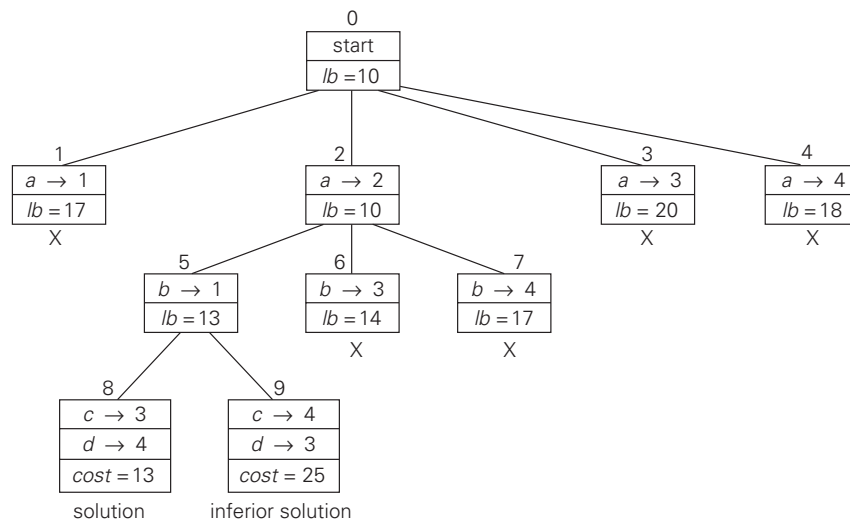 0
start
lb = 10
1
a → 1
lb = 17
X
2
a → 2
lb = 10
3
a → 3
lb = 20
X
4
a → 4
lb = 18
X
5
b → 1
lb = 13
6
b → 3
lb = 14
X
7
b → 4
lb = 17
X
8
c → 3
d → 4
cost = 13
solution
9
c → 4
d → 3
cost = 25
inferior solution